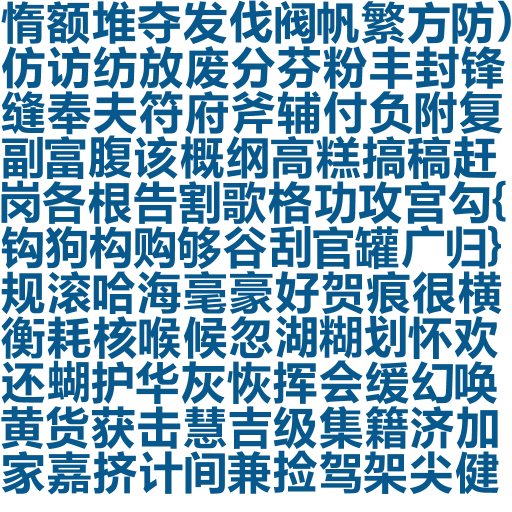 惰额堆夺发伐阀帆繁方防)
仿访纺放废分芬粉丰封锋
缝奉夫符府斧辅付负附复
副富腹该概纲高糕搞稿赶
岗各根告割歌格功攻宫勾{
钩狗构购够谷刮官罐广归}
规滚哈海毫豪好贺痕很横
衡耗核喉候忽湖糊划怀欢
还蝴护华灰恢挥会缓幻唤
黄货获击慧吉级集籍济加
家嘉挤计间兼捡驾架尖健